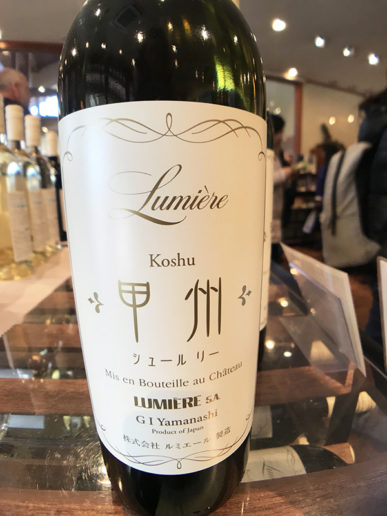 Lumière
Koshu
甲州
シュール リー
Mis en Bouteille au Château
LUMIÈRE S.A.
G I Yamanashi
Product of Japan
株式会社 ルミエール 製造